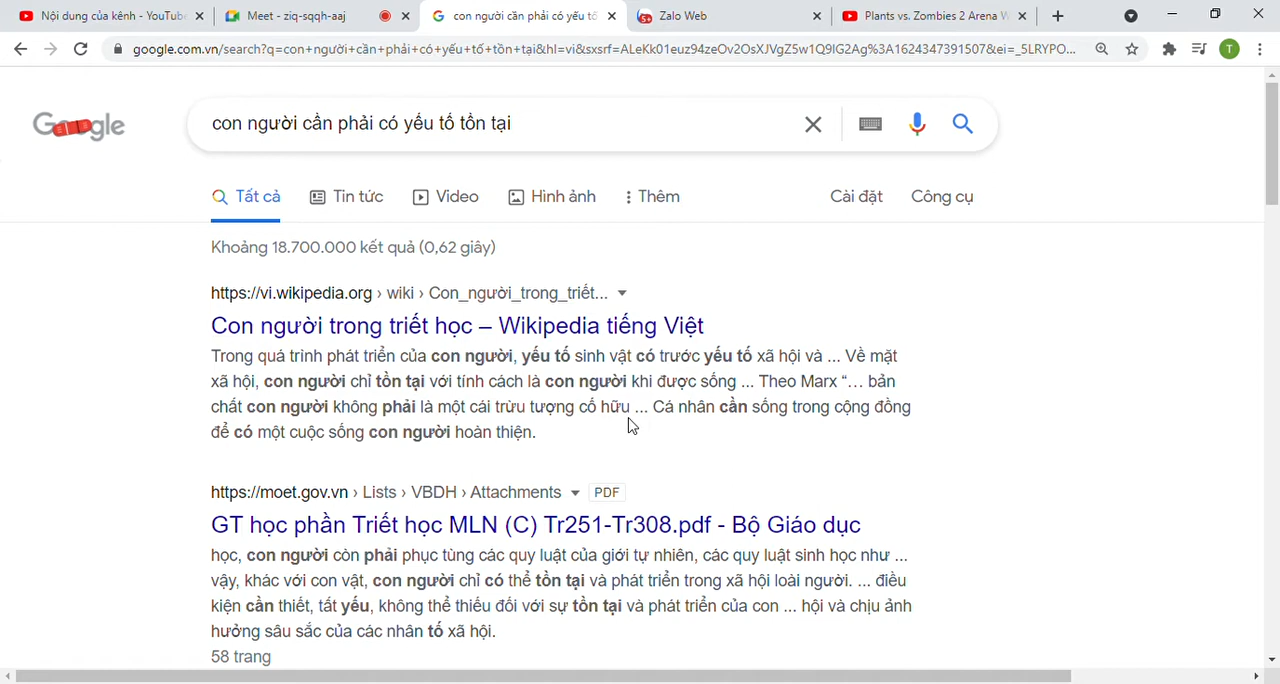 Nội dung của kênh - YouTube
Meet - ziq-sqqh-aaj
con người cần phải có yếu tố
5+
Zalo Web
Plants vs. Zombies 2 Arena
google.com.vn/search?q=con+người+cần+phải+có+yếu+tố+tồn+tại&hl=vi&sxsrf=ALeKk01euz94zeOv2OsXJVgZ5w1Q9IG2Ag%3A1624347391507&ei=_5LRYPO...
T
Google
con người cần phải có yếu tố tồn tại
Tất cả
Tin tức
Video
Hình ảnh
Thêm
Cài đặt
Công cụ
Khoảng 18.700.000 kết quả (0,62 giây)
https://vi.wikipedia.org › wiki › Con_người_trong_triết...
Con người trong triết học – Wikipedia tiếng Việt
Trong quá trình phát triển của con người, yếu tố sinh vật có trước yếu tố xã hội và ... Về mặt
xã hội, con người chỉ tồn tại với tính cách là con người khi được sống ... Theo Marx “... bản
chất con người không phải là một cái trừu tượng cố hữu ... Cá nhân cần sống trong cộng đồng
để có một cuộc sống con người hoàn thiện.
https://moet.gov.vn › Lists › VBDH › Attachments
PDF
GT học phần Triết học MLN (C) Tr251-Tr308.pdf - Bộ Giáo dục
học, con người còn phải phục tùng các quy luật của giới tự nhiên, các quy luật sinh học như ...
vậy, khác với con vật, con người chỉ có thể tồn tại và phát triển trong xã hội loài người. ... điều
kiện cần thiết, tất yếu, không thể thiếu đối với sự tồn tại và phát triển của con ... hội và chịu ảnh
hưởng sâu sắc của các nhân tố xã hội.
58 trang